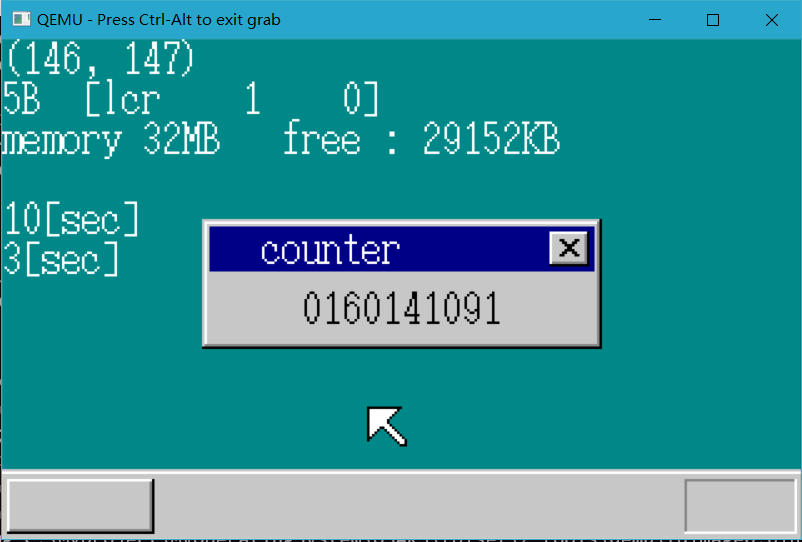 QEMU - Press Ctrl-Alt to exit grab
(146, 147)
5B [lcr 1 0]
memory 32MB free : 29152KB
10[sec]
3[sec]
counter
0160141091